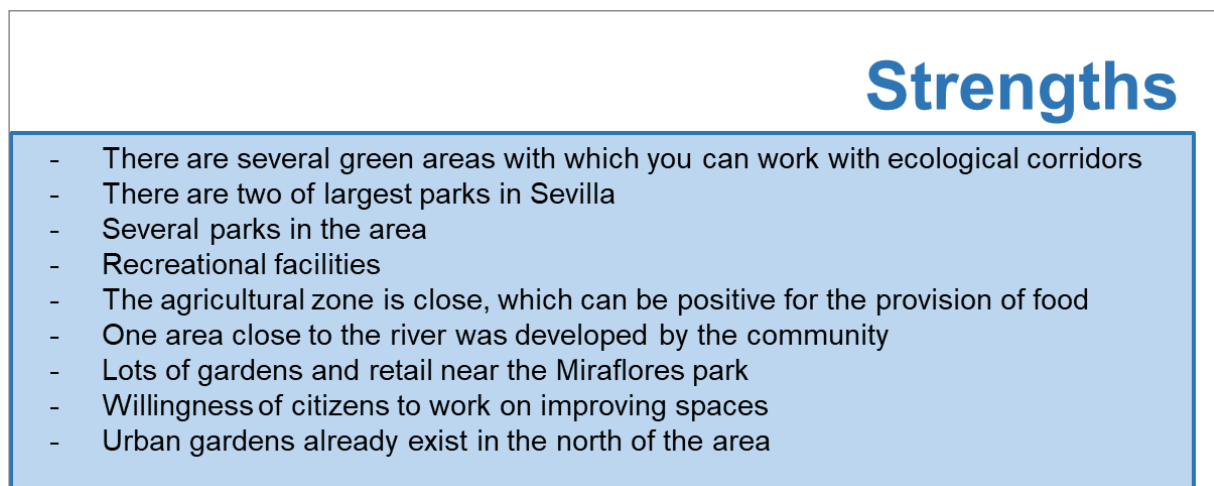 Strengths
- There are several green areas with which you can work with ecological corridors
- There are two of largest parks in Sevilla
- Several parks in the area
- Recreational facilities
- The agricultural zone is close, which can be positive for the provision of food
- One area close to the river was developed by the community
- Lots of gardens and retail near the Miraflores park
- Willingness of citizens to work on improving spaces
- Urban gardens already exist in the north of the area